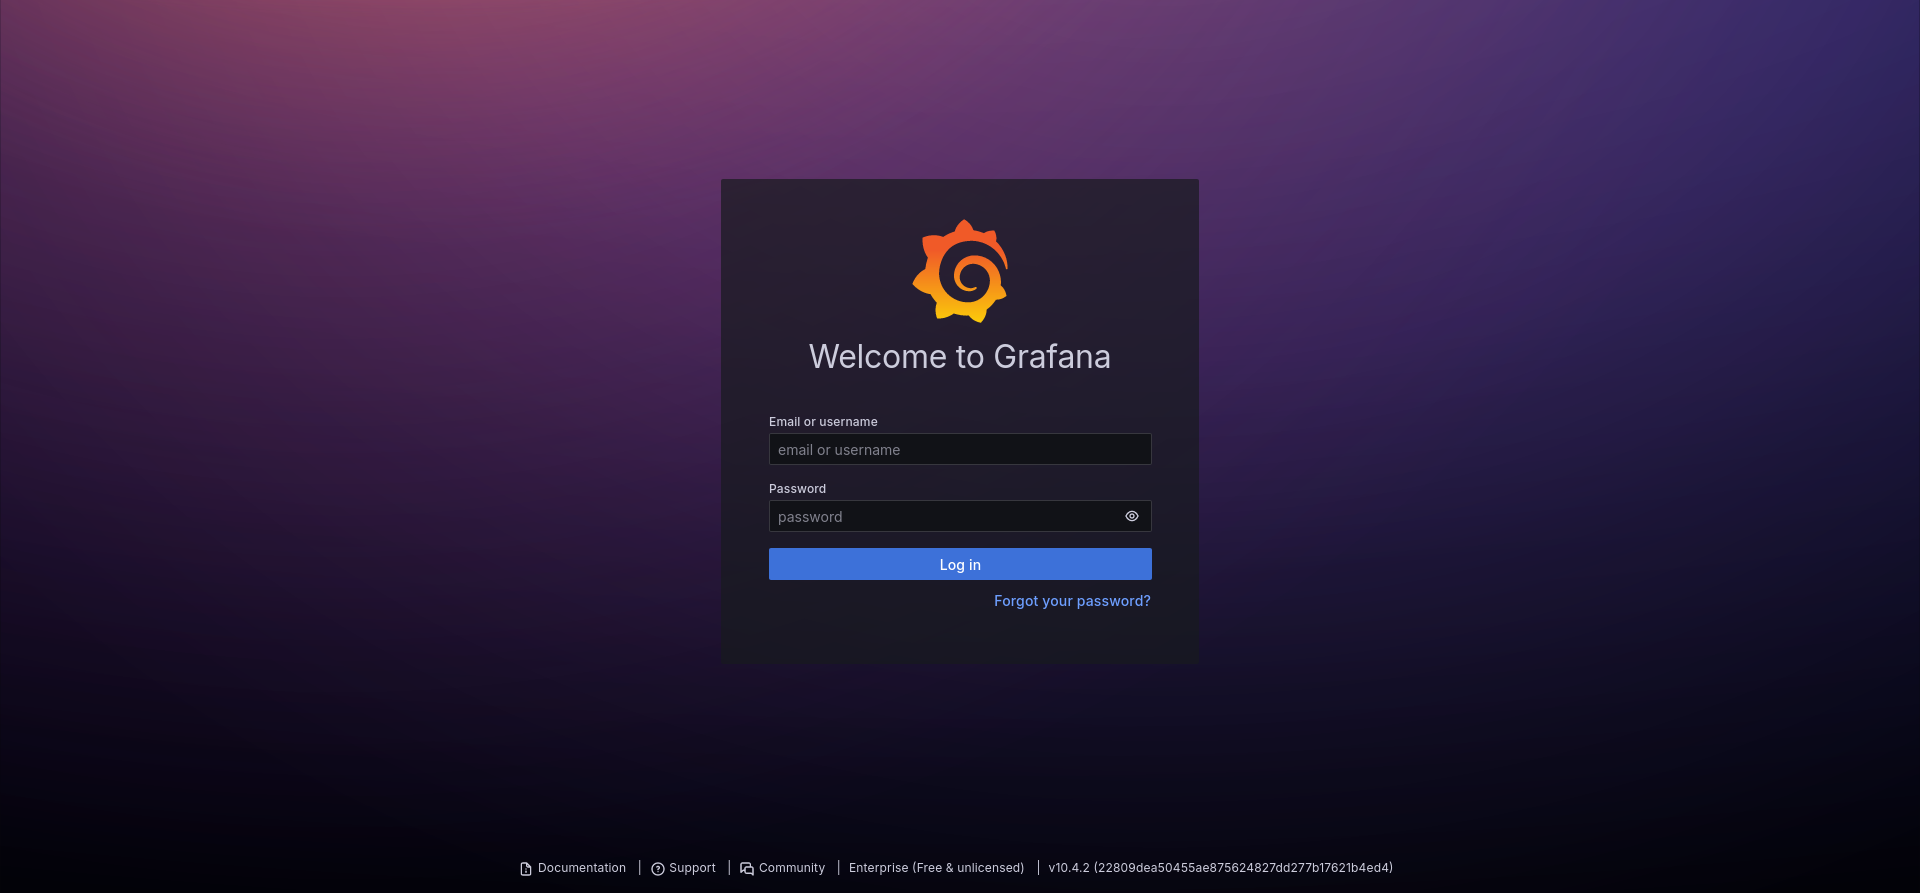 Welcome to Grafana
Email or username
email or username
Password
password
Log in
Forgot your password?
Documentation | Support | Community | Enterprise (Free & unlicensed) | v10.4.2 (22809dea50455ae875624827dd277b17621b4ed4)